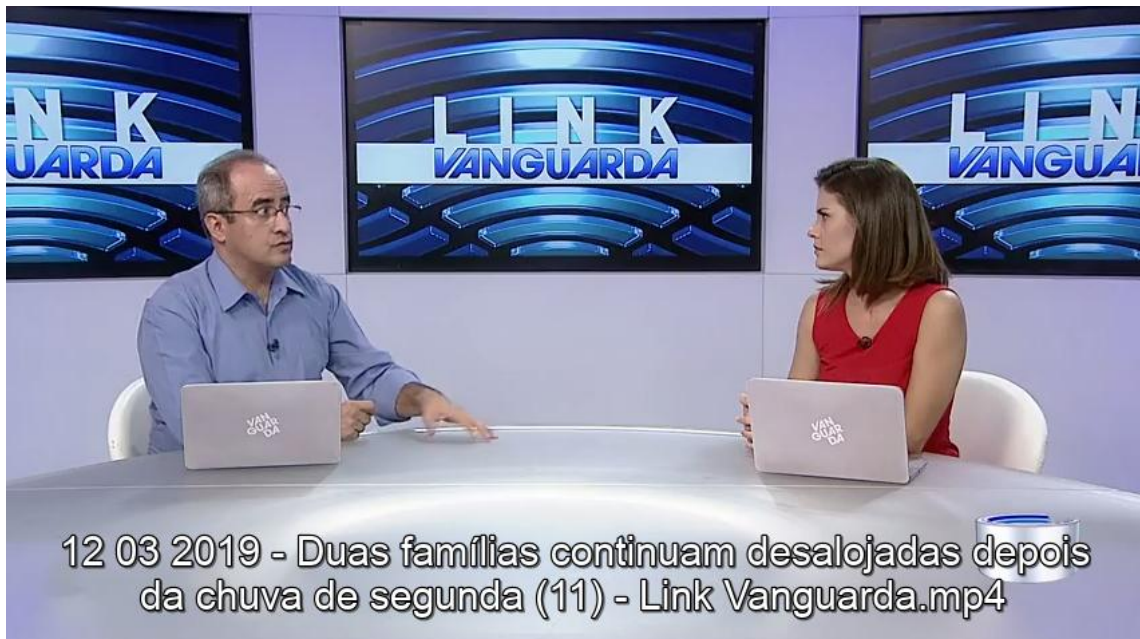 N K
UARDA
LINK
VANGUARDA
LIN
VANGUA
VAN
GUAR
DA
VAN
GUAR
DA
12 03 2019 - Duas famílias continuam desalojadas depois
da chuva de segunda (11) - Link Vanguarda.mp4